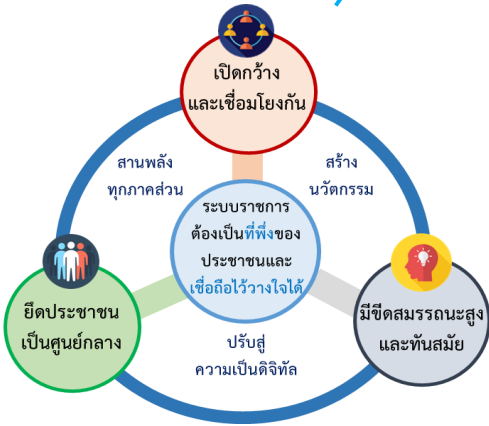 เปิดกว้าง
และเชื่อมโยงกัน
สานพลัง
ทุกภาคส่วน
สร้าง
นวัตกรรม
ระบบราชการ
ต้องเป็นที่พึ่งของ
ประชาชนและ
เชื่อถือไว้วางใจได้
ยึดประชาชน
เป็นศูนย์กลาง
มีขีดสมรรถนะสูง
และทันสมัย
ปรับสู่
ความเป็นดิจิทัล